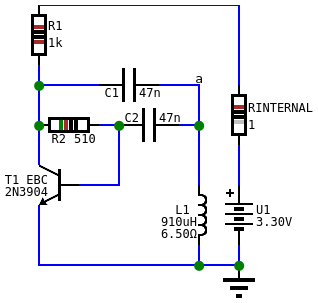 R1
1k
a
C1 47n
C2 47n
RINTERNAL
1
R2 510
T1 EBC
2N3904
L1
910uH
6.50Ω
+
U1
3.30V